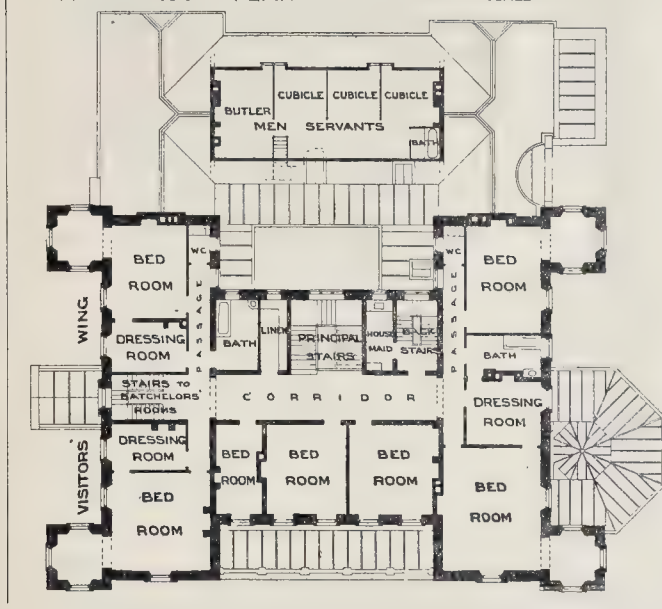 BUTLER
CUBICLE
CUBICLE
CUBICLE
MEN SERVANTS
BATH
BED
ROOM
W.C.
PASSAGE
DRESSING
ROOM
STAIRS TO
BATCHELORS'
ROOMS
DRESSING
ROOM
BED
ROOM
VISITORS'
WING
BATH
LINEN
PRINCIPAL
STAIRS
HOUSE
MAID
BACK
STAIRS
CORRIDOR
BED
ROOM
BED
ROOM
BED
ROOM
W.C.
PASSAGE
BED
ROOM
BATH
DRESSING
ROOM
BED
ROOM